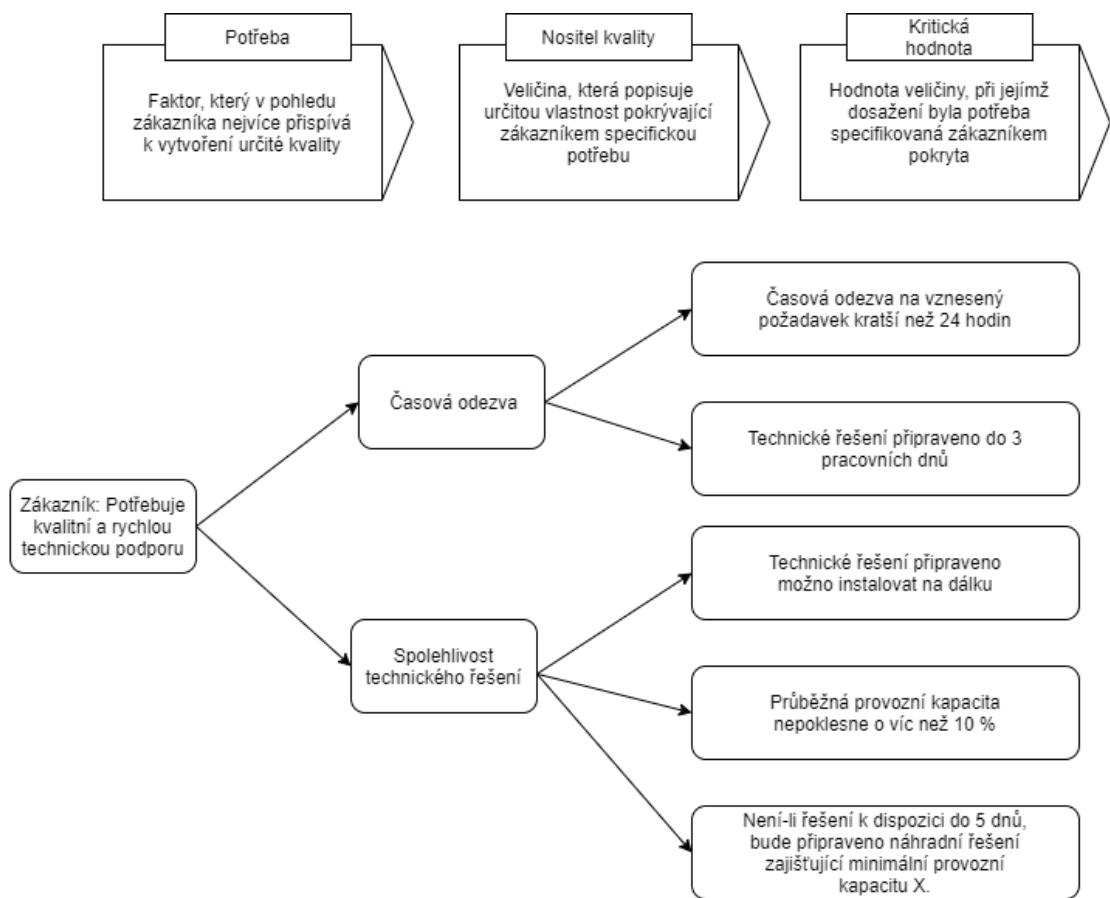 Potřeba
Faktor, který v pohledu
zákazníka nejvíce přispívá
k vytvoření určité kvality
Nositel kvality
Veličina, která popisuje
určitou vlastnost pokrývající
zákazníkem specifickou
potřebu
Kritická
hodnota
Hodnota veličiny, při jejímž
dosažení byla potřeba
specifikovaná zákazníkem
pokryta
Zákazník: Potřebuje
kvalitní a rychlou
technickou podporu
Časová odezva
Časová odezva na vznesený
požadavek kratší než 24 hodin
Technické řešení připraveno do 3
pracovních dnů
Spolehlivost
technického řešení
Technické řešení připraveno
možno instalovat na dálku
Průběžná provozní kapacita
nepoklesne o víc než 10 %
Není-li řešení k dispozici do 5 dnů,
bude připraveno náhradní řešení
zajišťující minimální provozní
kapacitu X.